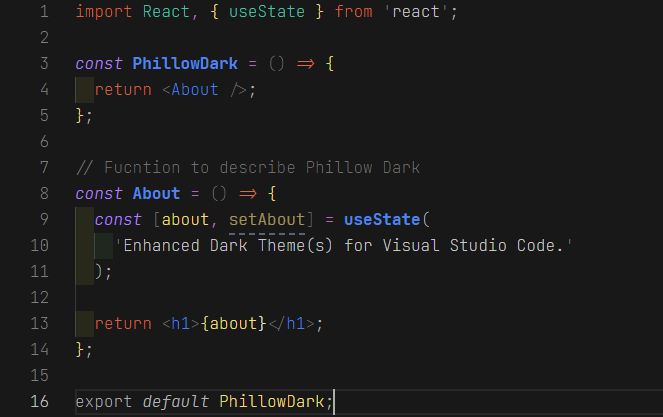 1 import React, { useState } from 'react';
2
3 const PhillowDark = () => {
4 return <About />;
5 };
6
7 // Fucntion to describe Phillow Dark
8 const About = () => {
9 const [about, setAbout] = useState(
10 'Enhanced Dark Theme(s) for Visual Studio Code.'
11 );
12
13 return <h1>{about}</h1>;
14 };
15
16 export default PhillowDark;